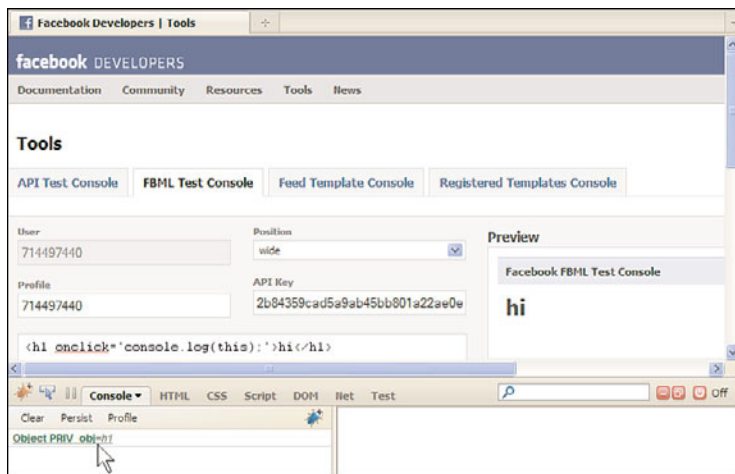 Facebook Developers | Tools
facebook DEVELOPERS
Documentation Community Resources Tools News
Tools
API Test Console FBML Test Console Feed Template Console Registered Templates Console
User
714497440
Position
wide
Profile
714497440
API Key
2b84359cad5a9ab45bb801a22ae0e
<h1 onclick='console.log(this);'>hi</h1>
Preview
Facebook FBML Test Console
hi
Console HTML CSS Script DOM Net Test
Off
Clear Persist Profile
Object PRIV_obj=h1